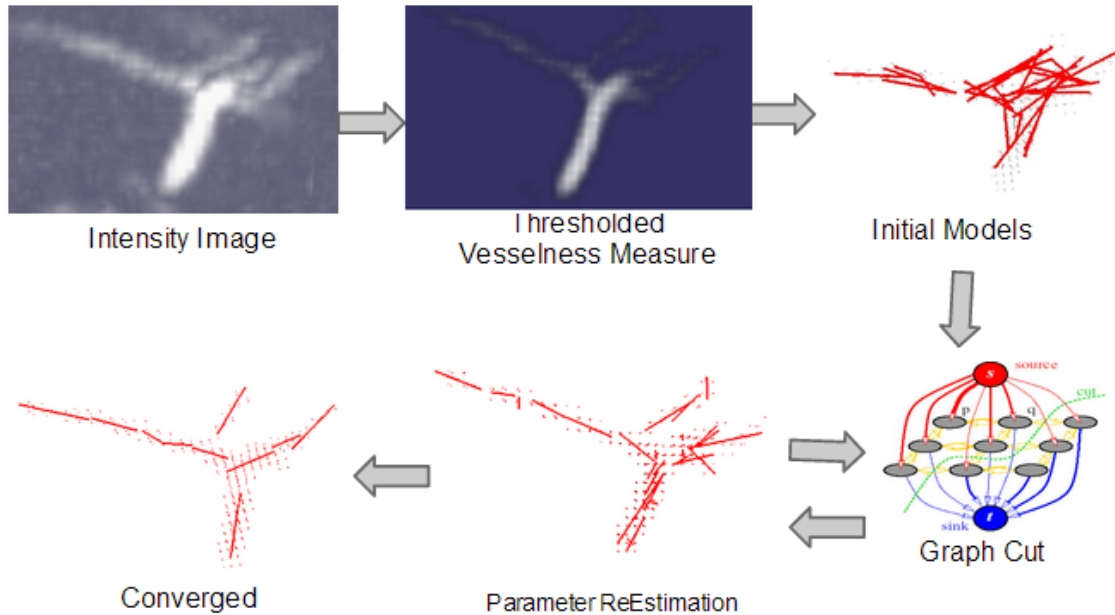 Intensity Image
Thresholded
Vesselness Measure
Initial Models
s
source
cut
p
q
t
sink
Graph Cut
Converged
Parameter ReEstimation